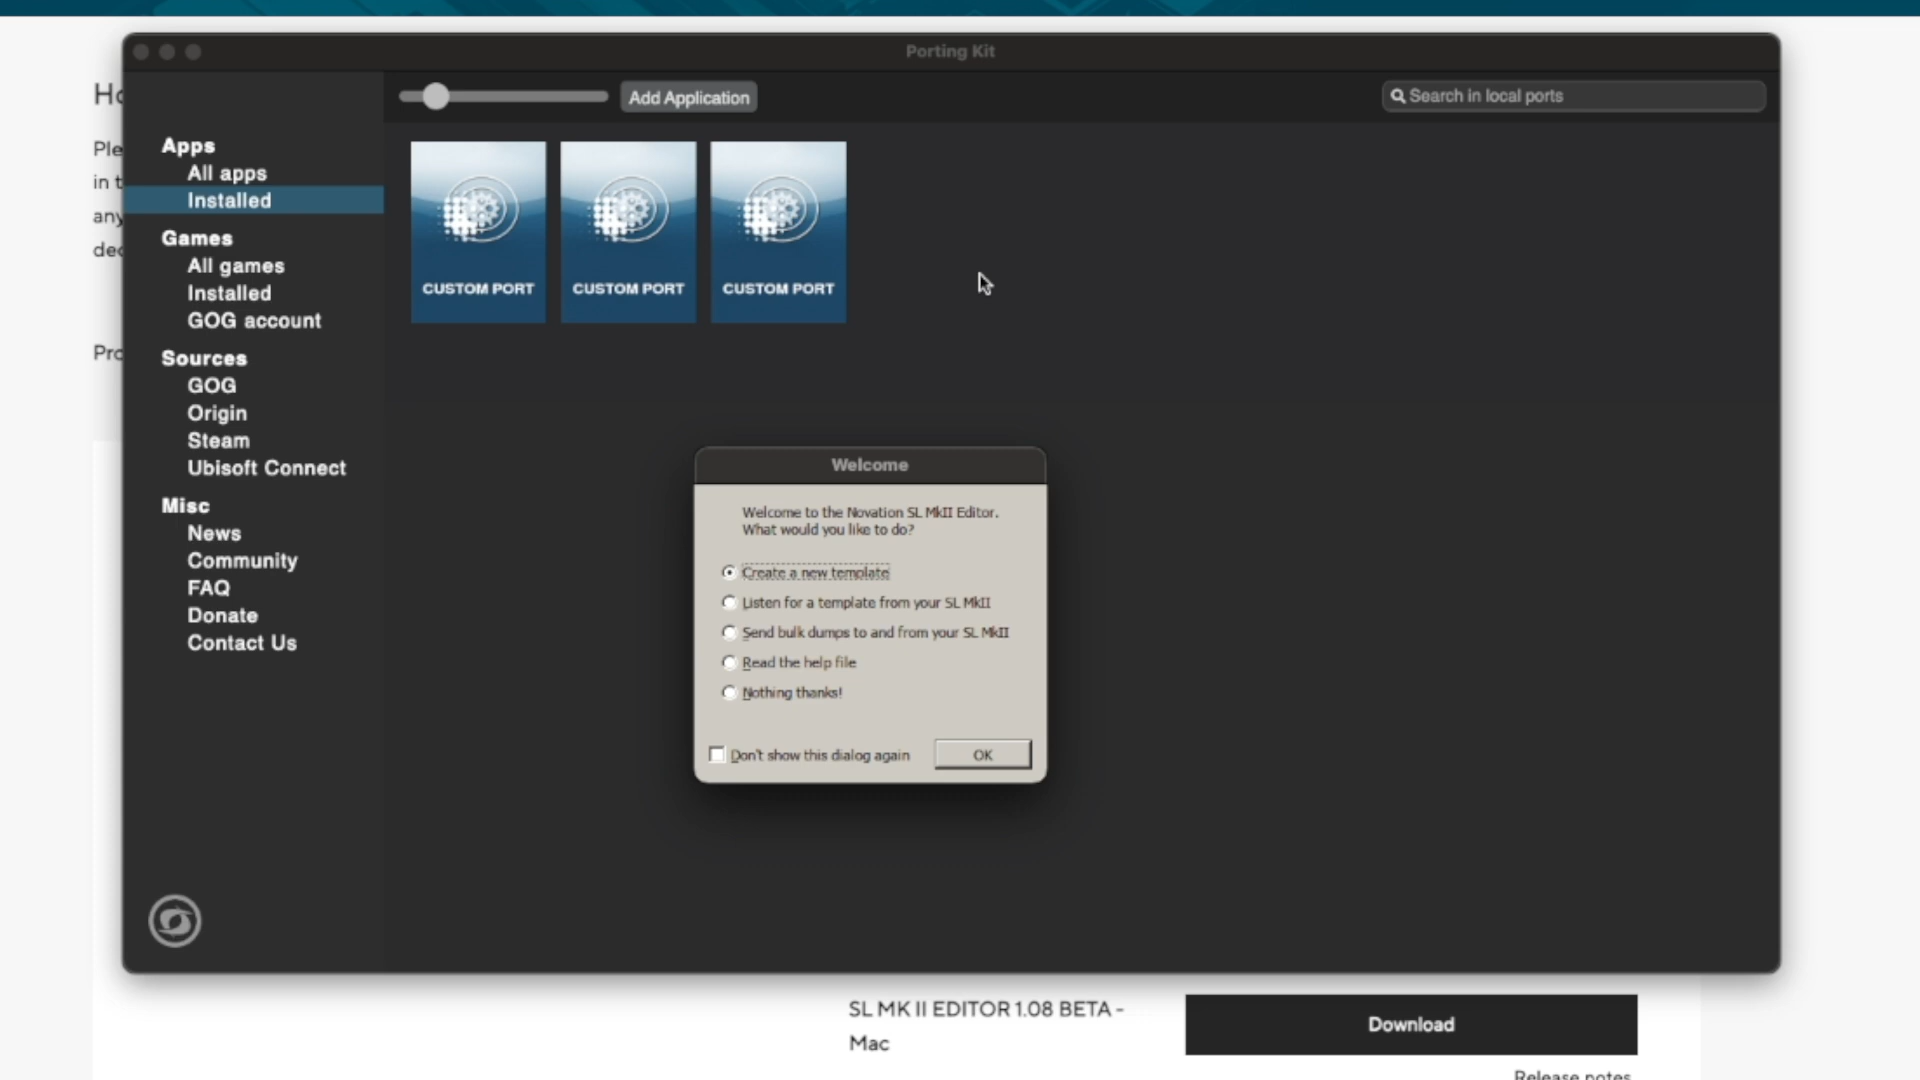 Porting Kit
Add Application
Search in local ports
Apps
All apps
Installed
Games
All games
Installed
GOG account
Sources
GOG
Origin
Steam
Ubisoft Connect
Misc
News
Community
FAQ
Donate
Contact Us
CUSTOM PORT
CUSTOM PORT
CUSTOM PORT
Welcome
Welcome to the Novation SL MkII Editor.
What would you like to do?
Create a new template
Listen for a template from your SL MkII
Send bulk dumps to and from your SL MkII
Read the help file
Nothing thanks!
Don't show this dialog again
OK
SL MK II EDITOR 1.08 BETA -
Mac
Download
Release notes